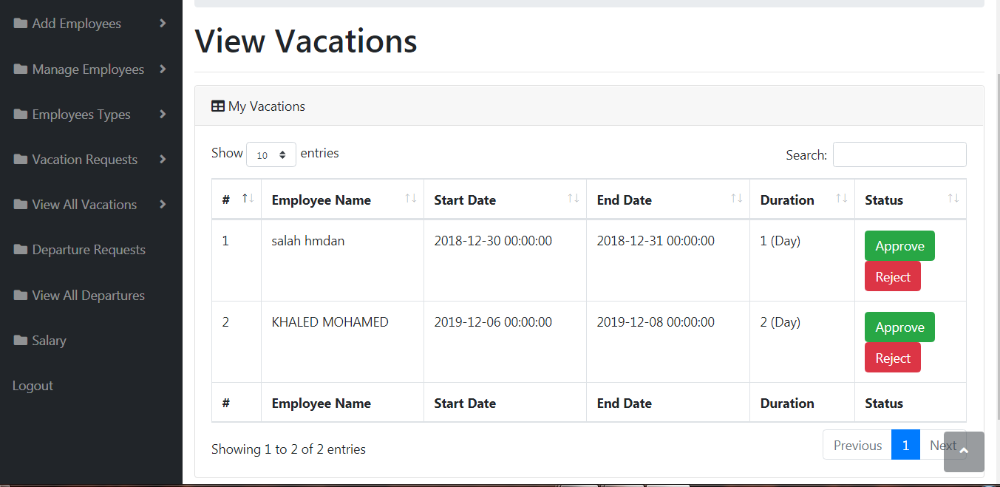 Add Employees
Manage Employees
Employees Types
Vacation Requests
View All Vacations
Departure Requests
View All Departures
Salary
Logout
View Vacations
My Vacations
Show 10 entries
Search:
# Employee Name Start Date End Date Duration Status
1 salah hmdan 2018-12-30 00:00:00 2018-12-31 00:00:00 1 (Day) Approve
Reject
2 KHALED MOHAMED 2019-12-06 00:00:00 2019-12-08 00:00:00 2 (Day) Approve
Reject
# Employee Name Start Date End Date Duration Status
Showing 1 to 2 of 2 entries
Previous 1 Next